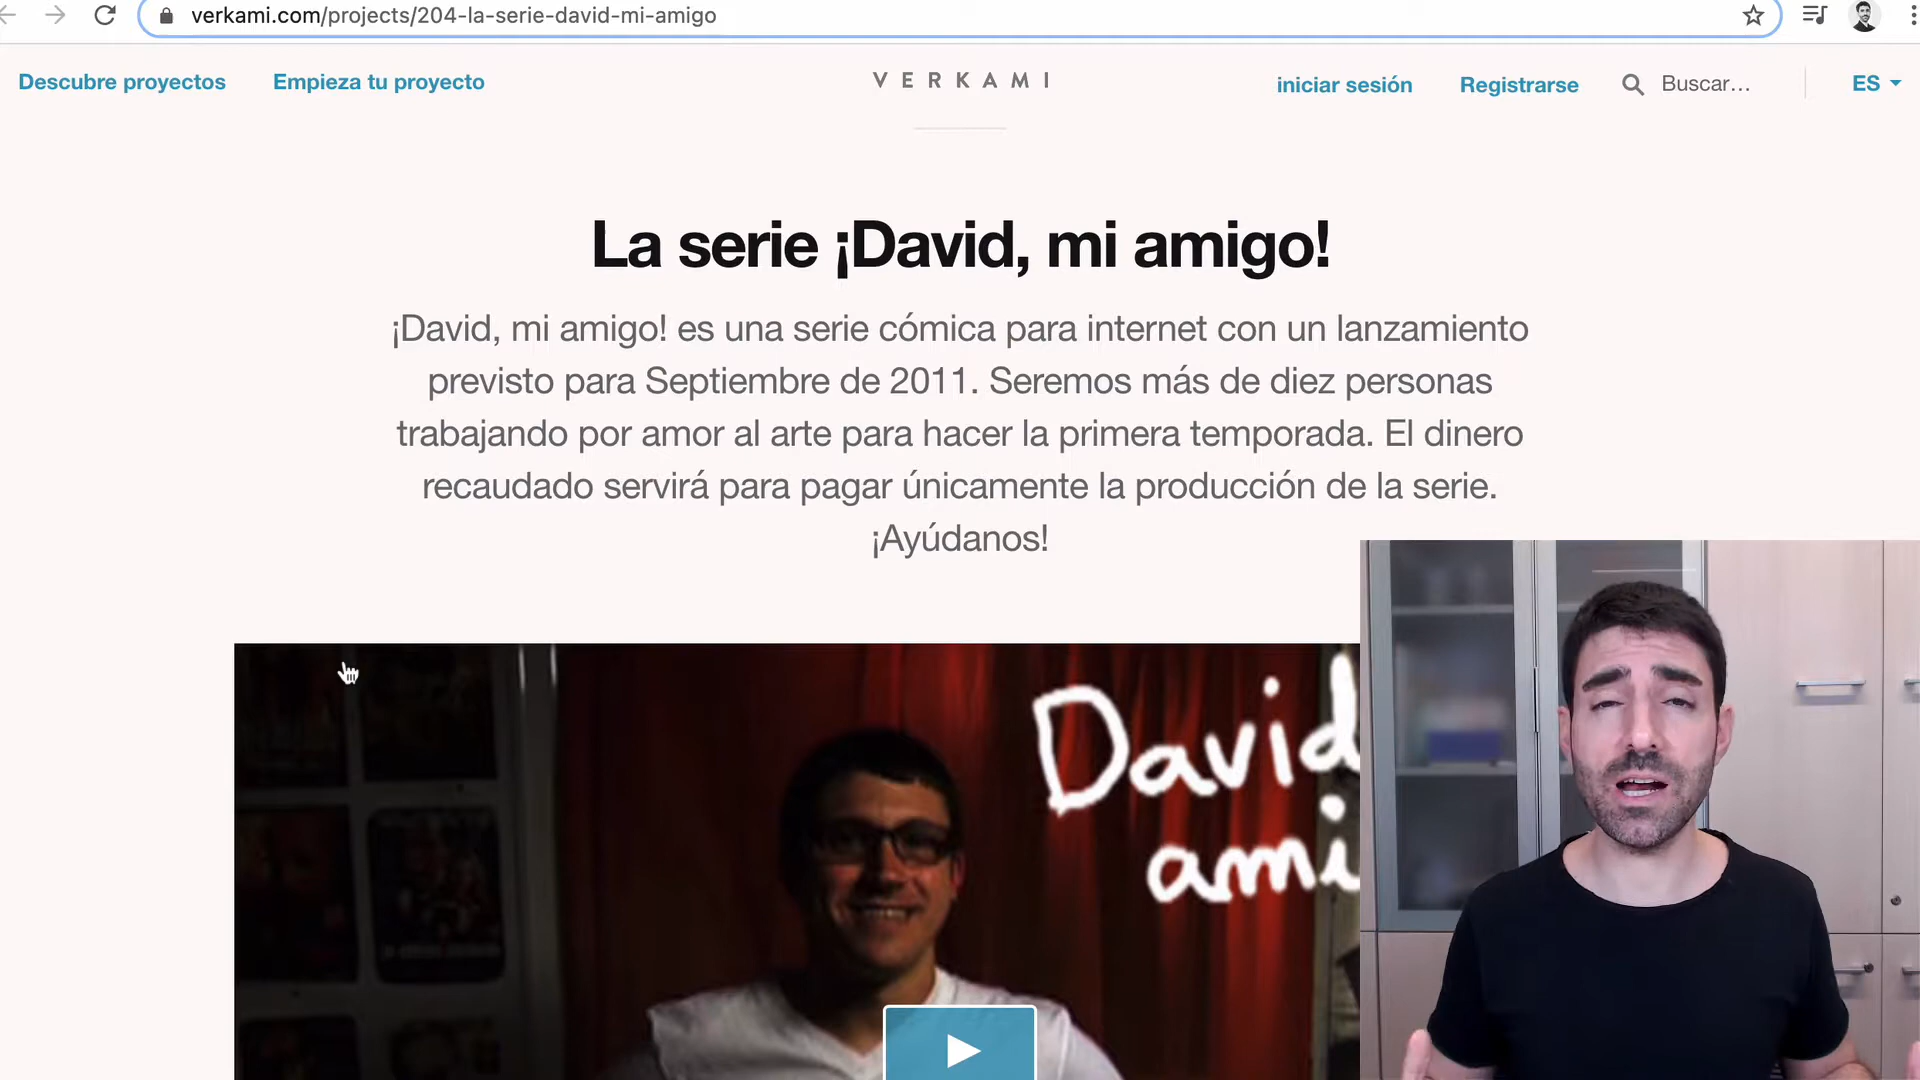 verkami.com/projects/204-la-serie-david-mi-amigo
Descubre proyectos
Empieza tu proyecto
VERKAMI
iniciar sesión
Registrarse
Buscar...
ES
La serie ¡David, mi amigo!
¡David, mi amigo! es una serie cómica para internet con un lanzamiento
previsto para Septiembre de 2011. Seremos más de diez personas
trabajando por amor al arte para hacer la primera temporada. El dinero
recaudado servirá para pagar únicamente la producción de la serie.
¡Ayúdanos!
David
ami